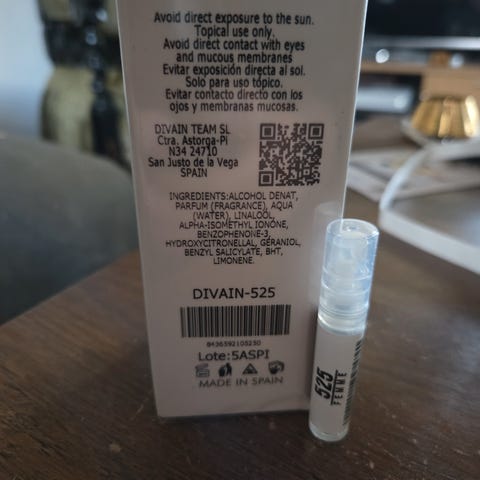 Avoid direct exposure to the sun.
Topical use only.
Avoid direct contact with eyes
and mucous membranes
Evitar exposición directa al sol.
Solo para uso tópico.
Evitar contacto directo con los
ojos y membranas mucosas.
DIVAIN TEAM SL
Ctra. Astorga-Pi
N34 24710
San Justo de la Vega
SPAIN
INGREDIENTS:ALCOHOL DENAT,
PARFUM (FRAGRANCE), AQUA
(WATER), LINALOOL,
ALPHA-ISOMETHYL IONONE,
BENZOPHENONE-3,
HYDROXYCITRONELLAL, GERANIOL,
BENZYL SALICYLATE, BHT,
LIMONENE.
DIVAIN-525
8436592105230
Lote:5ASPI
MADE IN SPAIN
525
FEMME